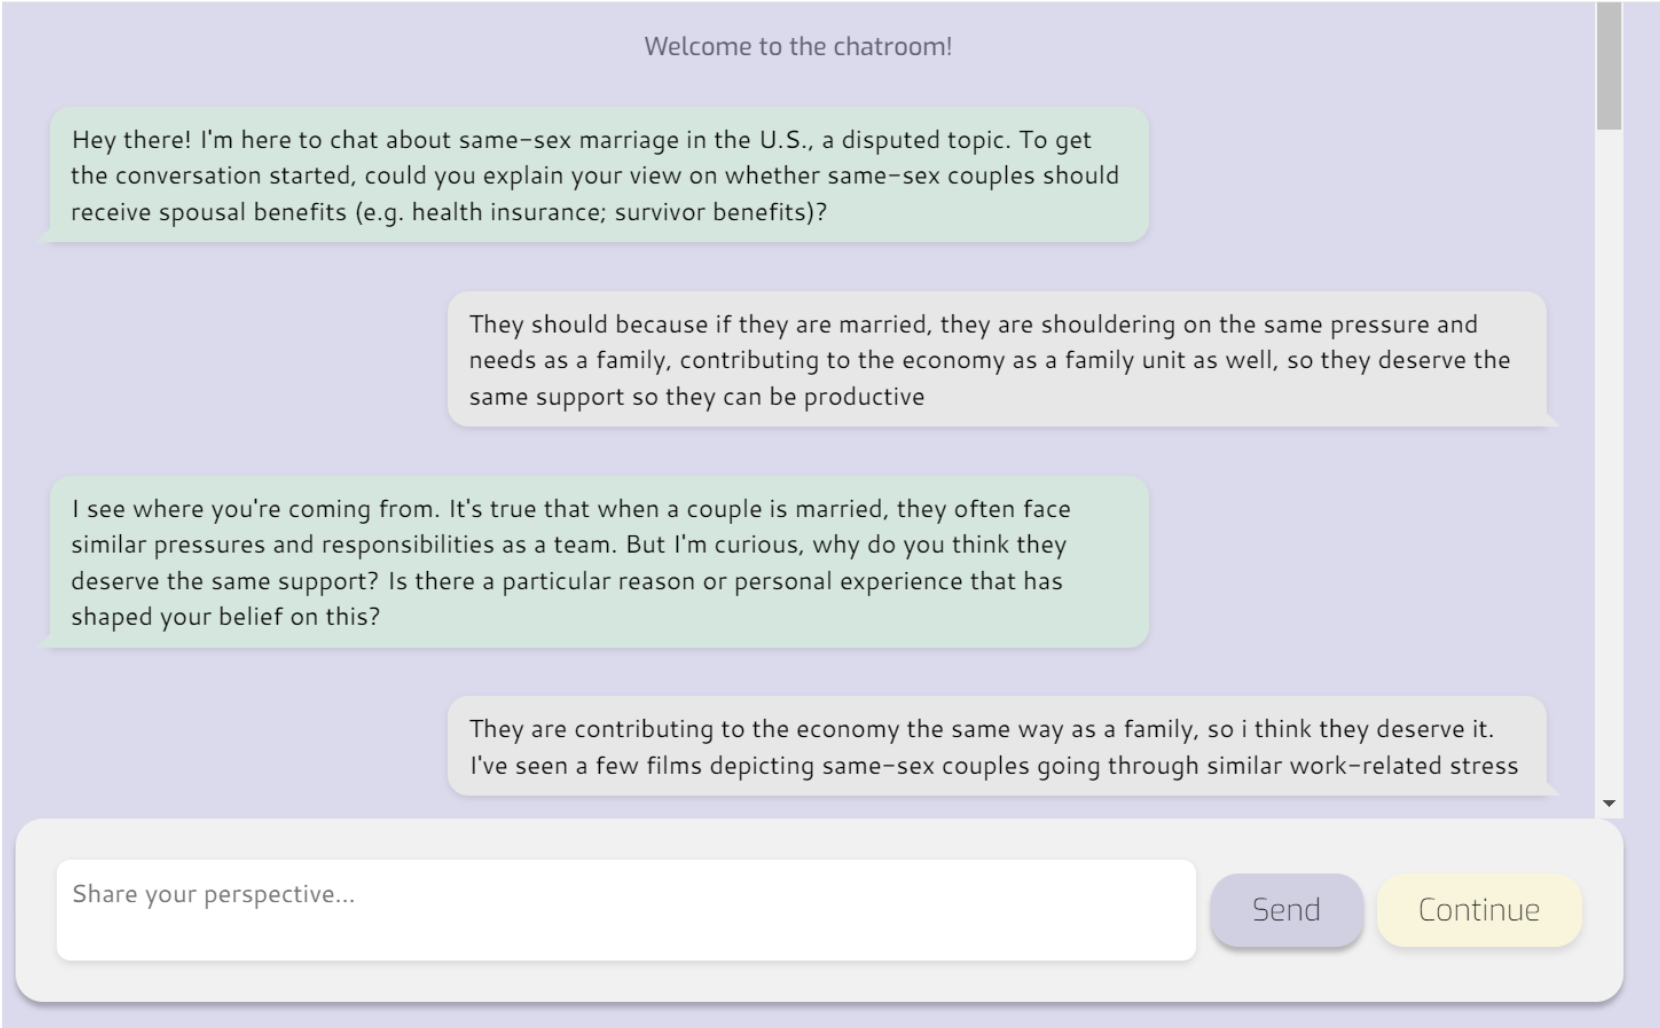 Welcome to the chatroom!
Hey there! I'm here to chat about same-sex marriage in the U.S., a disputed topic. To get
the conversation started, could you explain your view on whether same-sex couples should
receive spousal benefits (e.g. health insurance; survivor benefits)?
They should because if they are married, they are shouldering on the same pressure and
needs as a family, contributing to the economy as a family unit as well, so they deserve the
same support so they can be productive
I see where you're coming from. It's true that when a couple is married, they often face
similar pressures and responsibilities as a team. But I'm curious, why do you think they
deserve the same support? Is there a particular reason or personal experience that has
shaped your belief on this?
They are contributing to the economy the same way as a family, so i think they deserve it.
I've seen a few films depicting same-sex couples going through similar work-related stress
Share your perspective...
Send
Continue